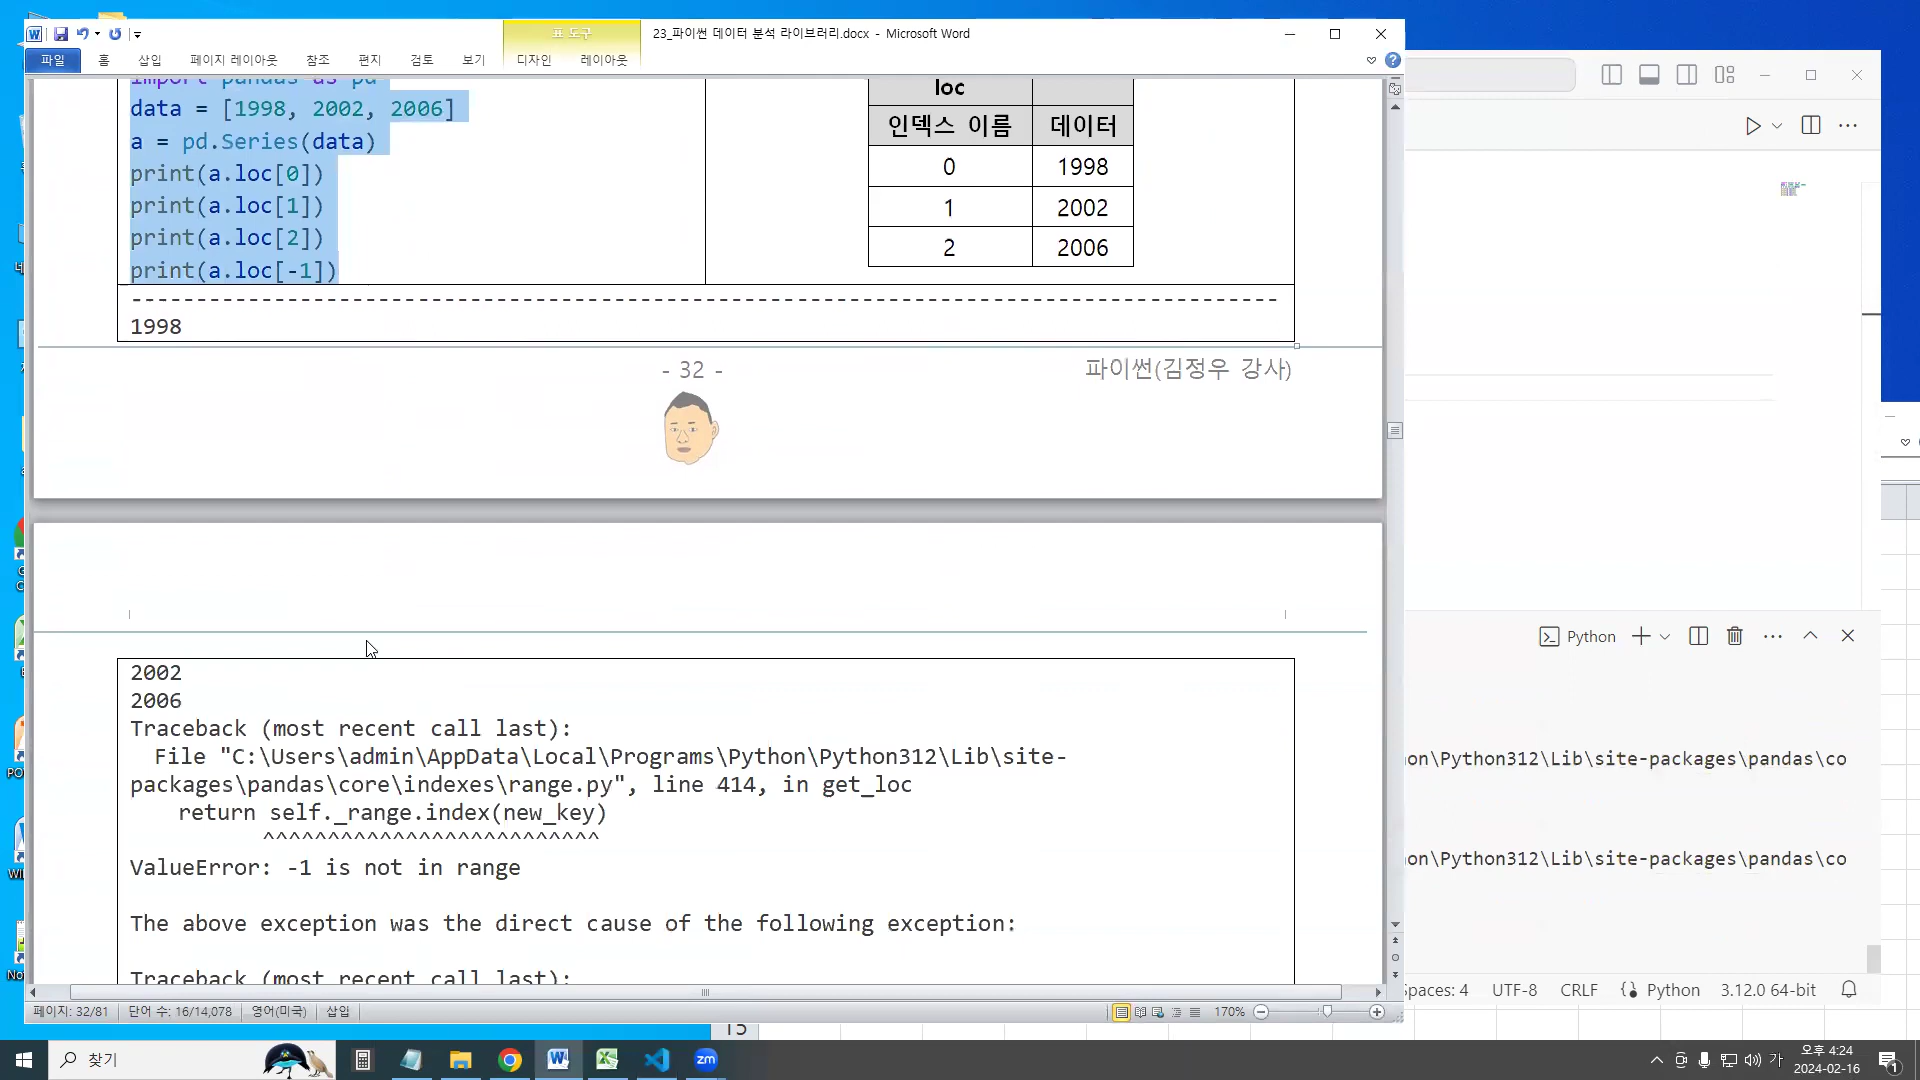 표 도구
23_파이썬 데이터 분석 라이브러리.docx - Microsoft Word
파일 홈 삽입 페이지 레이아웃 참조 편지 검토 보기 디자인 레이아웃
import pandas as pd
data = [1998, 2002, 2006]
a = pd.Series(data)
print(a.loc[0])
print(a.loc[1])
print(a.loc[2])
print(a.loc[-1])
loc
인덱스 이름 데이터
0 1998
1 2002
2 2006
--------------------------------------------------------------------------------
1998
- 32 -
파이썬(김정우 강사)
2002
2006
Traceback (most recent call last):
File "C:\Users\admin\AppData\Local\Programs\Python\Python312\Lib\site-
packages\pandas\core\indexes\range.py", line 414, in get_loc
return self._range.index(new_key)
^^^^^^^^^^^^^^^^^^^^^^^^^^
ValueError: -1 is not in range
The above exception was the direct cause of the following exception:
Traceback (most recent call last):
Python
on\Python312\Lib\site-packages\pandas\co
on\Python312\Lib\site-packages\pandas\co
Spaces: 4 UTF-8 CRLF Python 3.12.0 64-bit
페이지: 32/81 단어 수: 16/14,078 영어(미국) 삽입 170%
15
찾기
zm
가
오후 4:24
2024-02-16
1